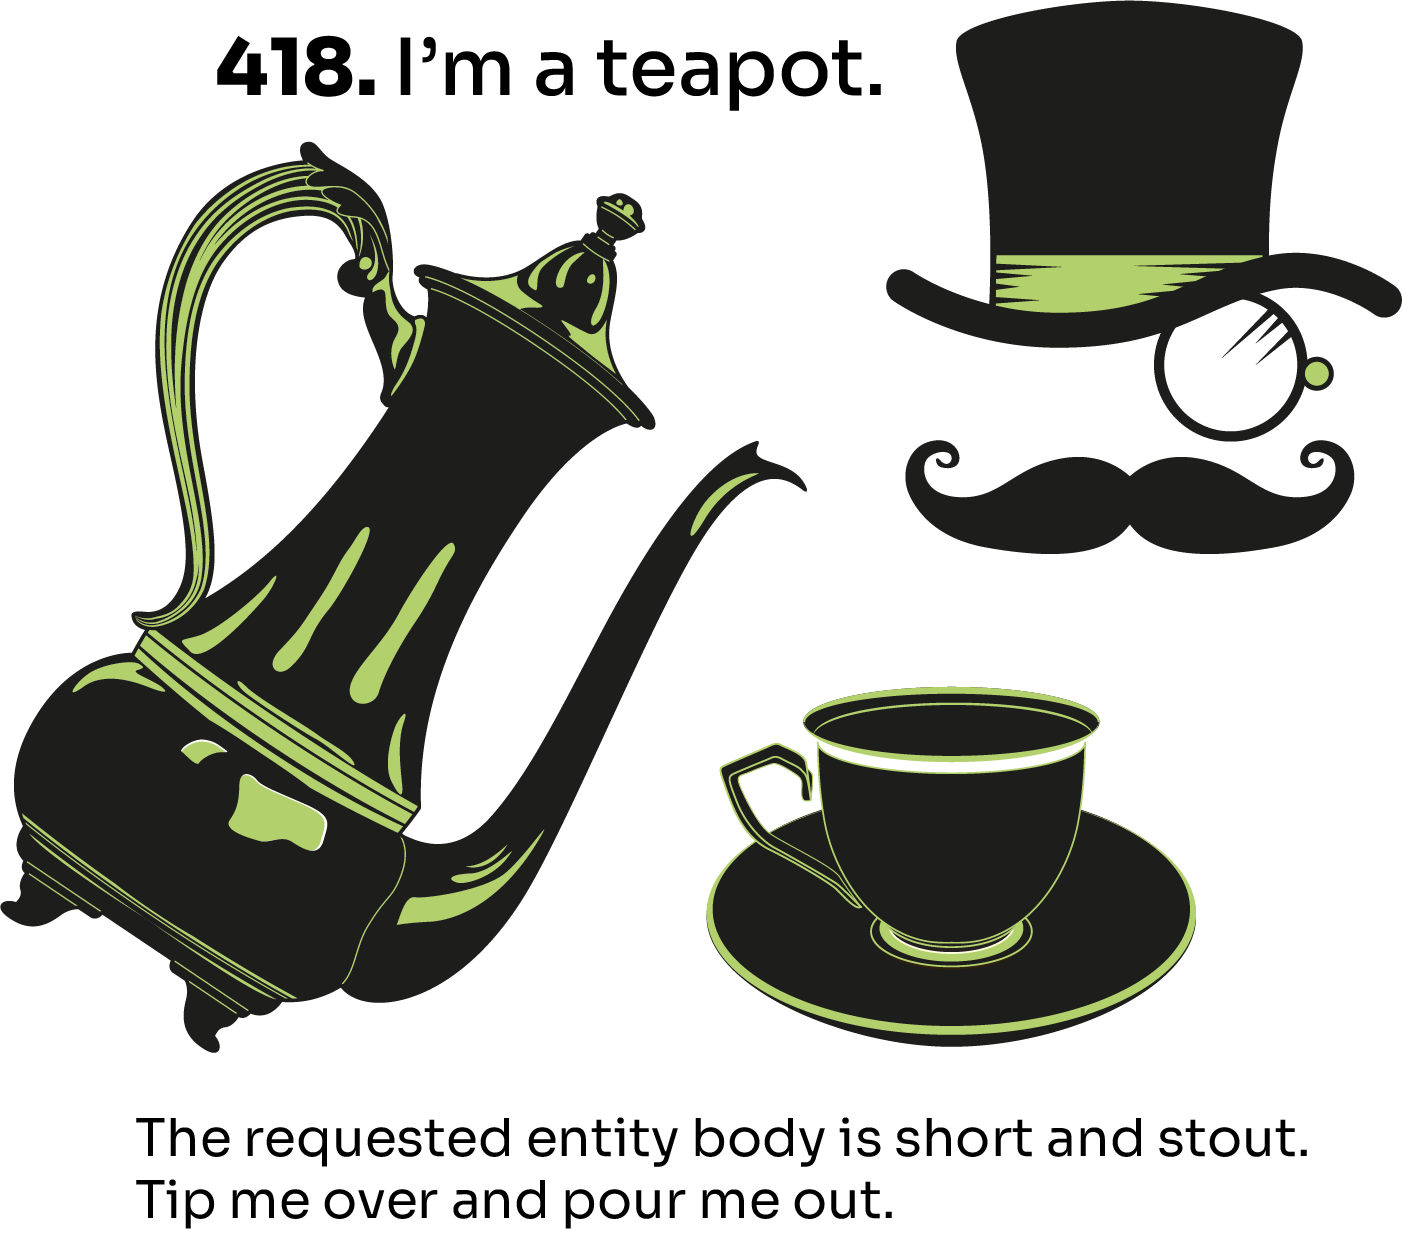 418. I’m a teapot.
The requested entity body is short and stout.
Tip me over and pour me out.